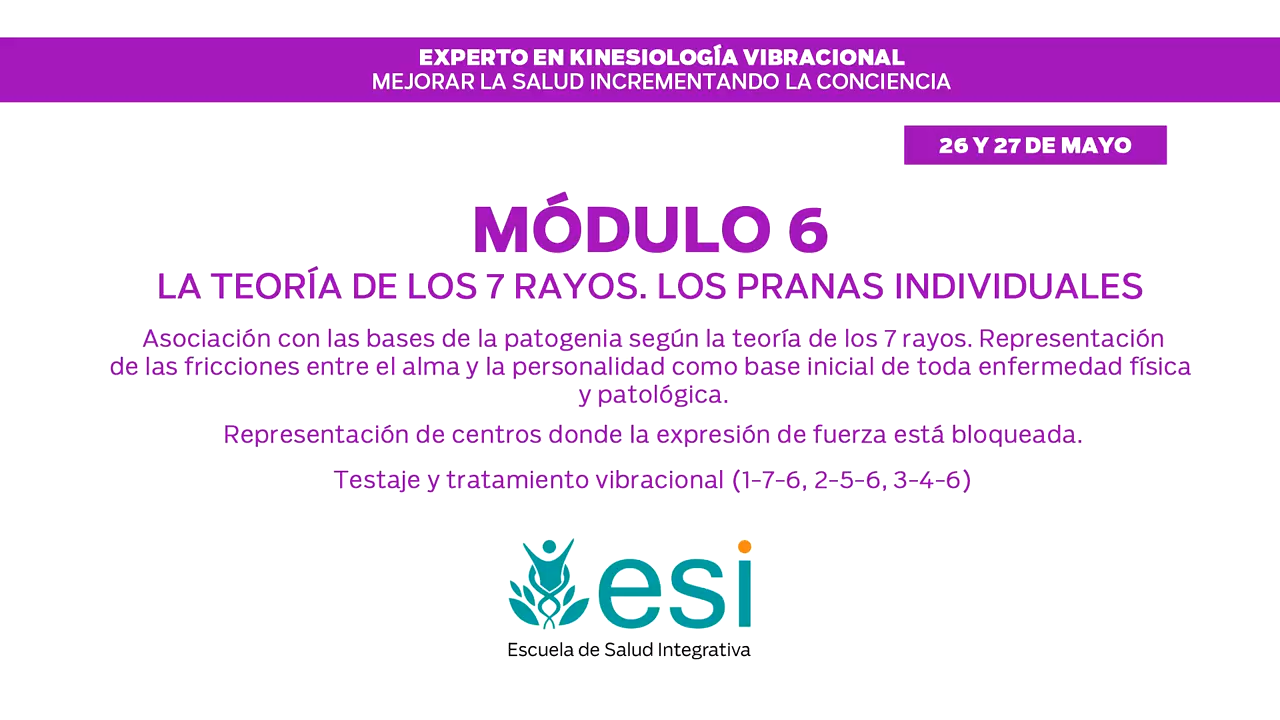 EXPERTO EN KINESIOLOGÍA VIBRACIONAL
MEJORAR LA SALUD INCREMENTANDO LA CONCIENCIA
26 Y 27 DE MAYO
MÓDULO 6
LA TEORÍA DE LOS 7 RAYOS. LOS PRANAS INDIVIDUALES
Asociación con las bases de la patogenia según la teoría de los 7 rayos. Representación
de las fricciones entre el alma y la personalidad como base inicial de toda enfermedad física
y patológica.
Representación de centros donde la expresión de fuerza está bloqueada.
Testaje y tratamiento vibracional (1-7-6, 2-5-6, 3-4-6)
esi
Escuela de Salud Integrativa